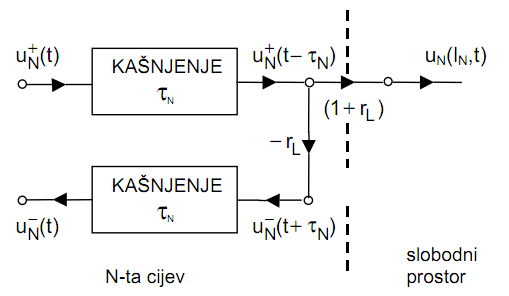 u_N^+(t)
KAŠNJENJE
τ_N
u_N^+(t−τ_N)
u_N(l_N,t)
(1+r_L)
−r_L
KAŠNJENJE
τ_N
u_N^−(t)
u_N^−(t+τ_N)
N-ta cijev
slobodni
prostor